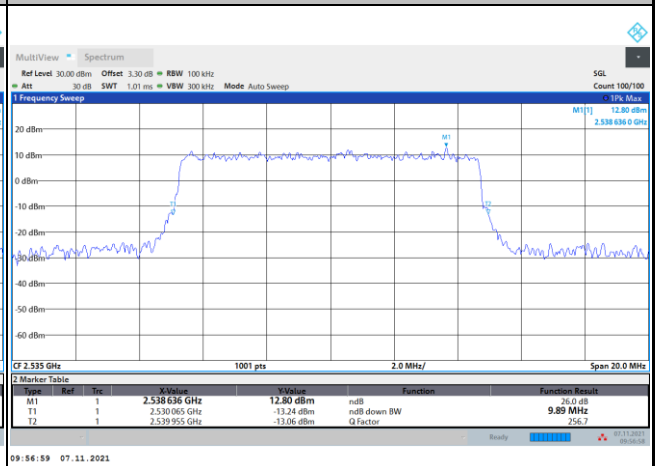 MultiView Spectrum
Ref Level 30.00 dBm Offset 3.30 dB RBW 100 kHz SGL
Att 30 dB SWT 1.01 ms VBW 300 kHz Mode Auto Sweep Count 100/100
1 Frequency Sweep 1Pk Max
M1[1] 12.80 dBm
2.538 636 0 GHz
20 dBm
M1
10 dBm
0 dBm
-10 dBm
T1 T2
-20 dBm
-30 dBm
-40 dBm
-50 dBm
-60 dBm
CF 2.535 GHz 1001 pts 2.0 MHz/ Span 20.0 MHz
2 Marker Table
Type Ref Trc X-Value Y-Value Function Function Result
M1 1 2.538 636 GHz 12.80 dBm ndB 26.0 dB
T1 1 2.530 065 GHz -13.24 dBm ndB down BW 9.89 MHz
T2 1 2.539 955 GHz -13.06 dBm Q Factor 256.7
Ready 07.11.2021
09:56:58
09:56:59 07.11.2021